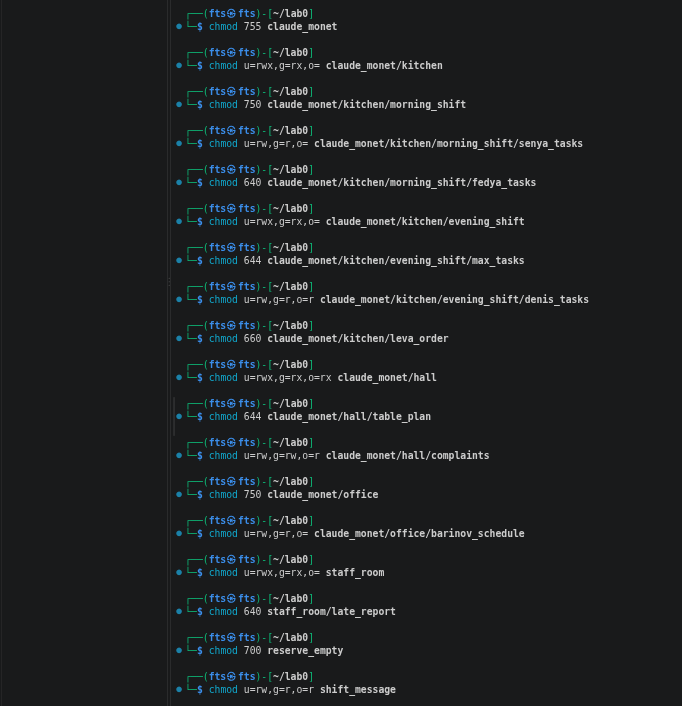 ┌──(fts㉿fts)-[~/lab0]
└─$ chmod 755 claude_monet
┌──(fts㉿fts)-[~/lab0]
└─$ chmod u=rwx,g=rx,o= claude_monet/kitchen
┌──(fts㉿fts)-[~/lab0]
└─$ chmod 750 claude_monet/kitchen/morning_shift
┌──(fts㉿fts)-[~/lab0]
└─$ chmod u=rw,g=r,o= claude_monet/kitchen/morning_shift/senya_tasks
┌──(fts㉿fts)-[~/lab0]
└─$ chmod 640 claude_monet/kitchen/morning_shift/fedya_tasks
┌──(fts㉿fts)-[~/lab0]
└─$ chmod u=rwx,g=rx,o= claude_monet/kitchen/evening_shift
┌──(fts㉿fts)-[~/lab0]
└─$ chmod 644 claude_monet/kitchen/evening_shift/max_tasks
┌──(fts㉿fts)-[~/lab0]
└─$ chmod u=rw,g=r,o=r claude_monet/kitchen/evening_shift/denis_tasks
┌──(fts㉿fts)-[~/lab0]
└─$ chmod 660 claude_monet/kitchen/leva_order
┌──(fts㉿fts)-[~/lab0]
└─$ chmod u=rwx,g=rx,o=rx claude_monet/hall
┌──(fts㉿fts)-[~/lab0]
└─$ chmod 644 claude_monet/hall/table_plan
┌──(fts㉿fts)-[~/lab0]
└─$ chmod u=rw,g=rw,o=r claude_monet/hall/complaints
┌──(fts㉿fts)-[~/lab0]
└─$ chmod 750 claude_monet/office
┌──(fts㉿fts)-[~/lab0]
└─$ chmod u=rw,g=r,o= claude_monet/office/barinov_schedule
┌──(fts㉿fts)-[~/lab0]
└─$ chmod u=rwx,g=rx,o= staff_room
┌──(fts㉿fts)-[~/lab0]
└─$ chmod 640 staff_room/late_report
┌──(fts㉿fts)-[~/lab0]
└─$ chmod 700 reserve_empty
┌──(fts㉿fts)-[~/lab0]
└─$ chmod u=rw,g=r,o=r shift_message